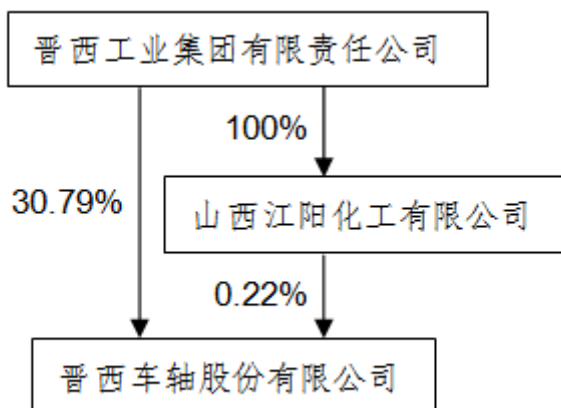 晋西工业集团有限责任公司
100%
30.79%
山西江阳化工有限公司
0.22%
晋西车轴股份有限公司